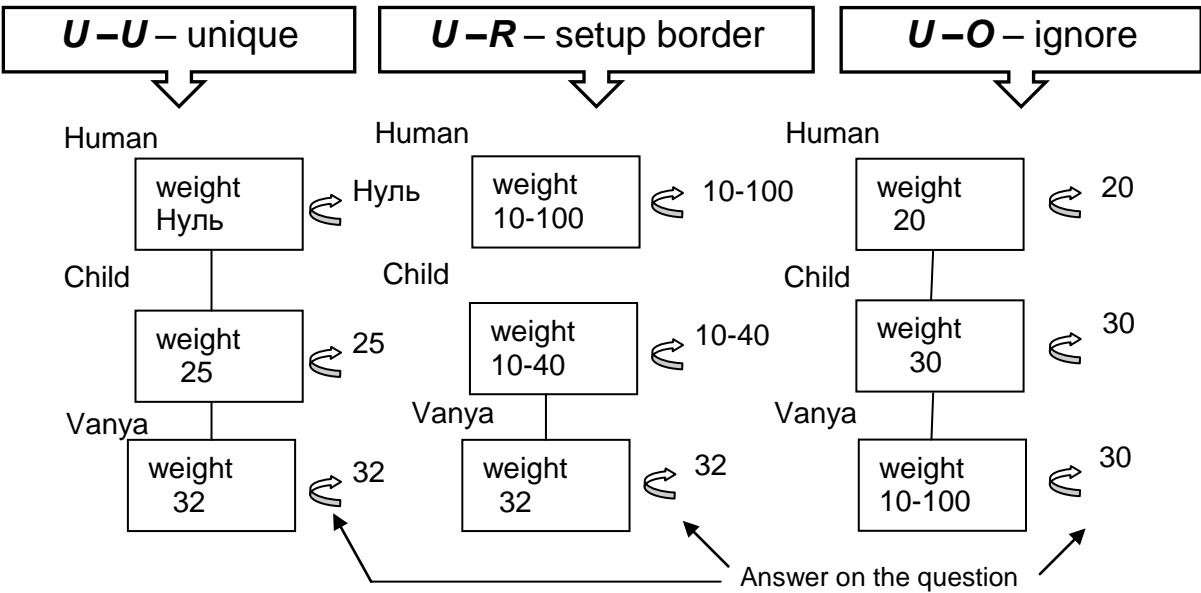 U – U – unique
U – R – setup border
U – O – ignore
Human
weight
Нуль
Нуль
Child
weight
25
25
Vanya
weight
32
32
Human
weight
10-100
10-100
Child
weight
10-40
10-40
Vanya
weight
32
32
Human
weight
20
20
Child
weight
30
30
Vanya
weight
10-100
30
Answer on the question